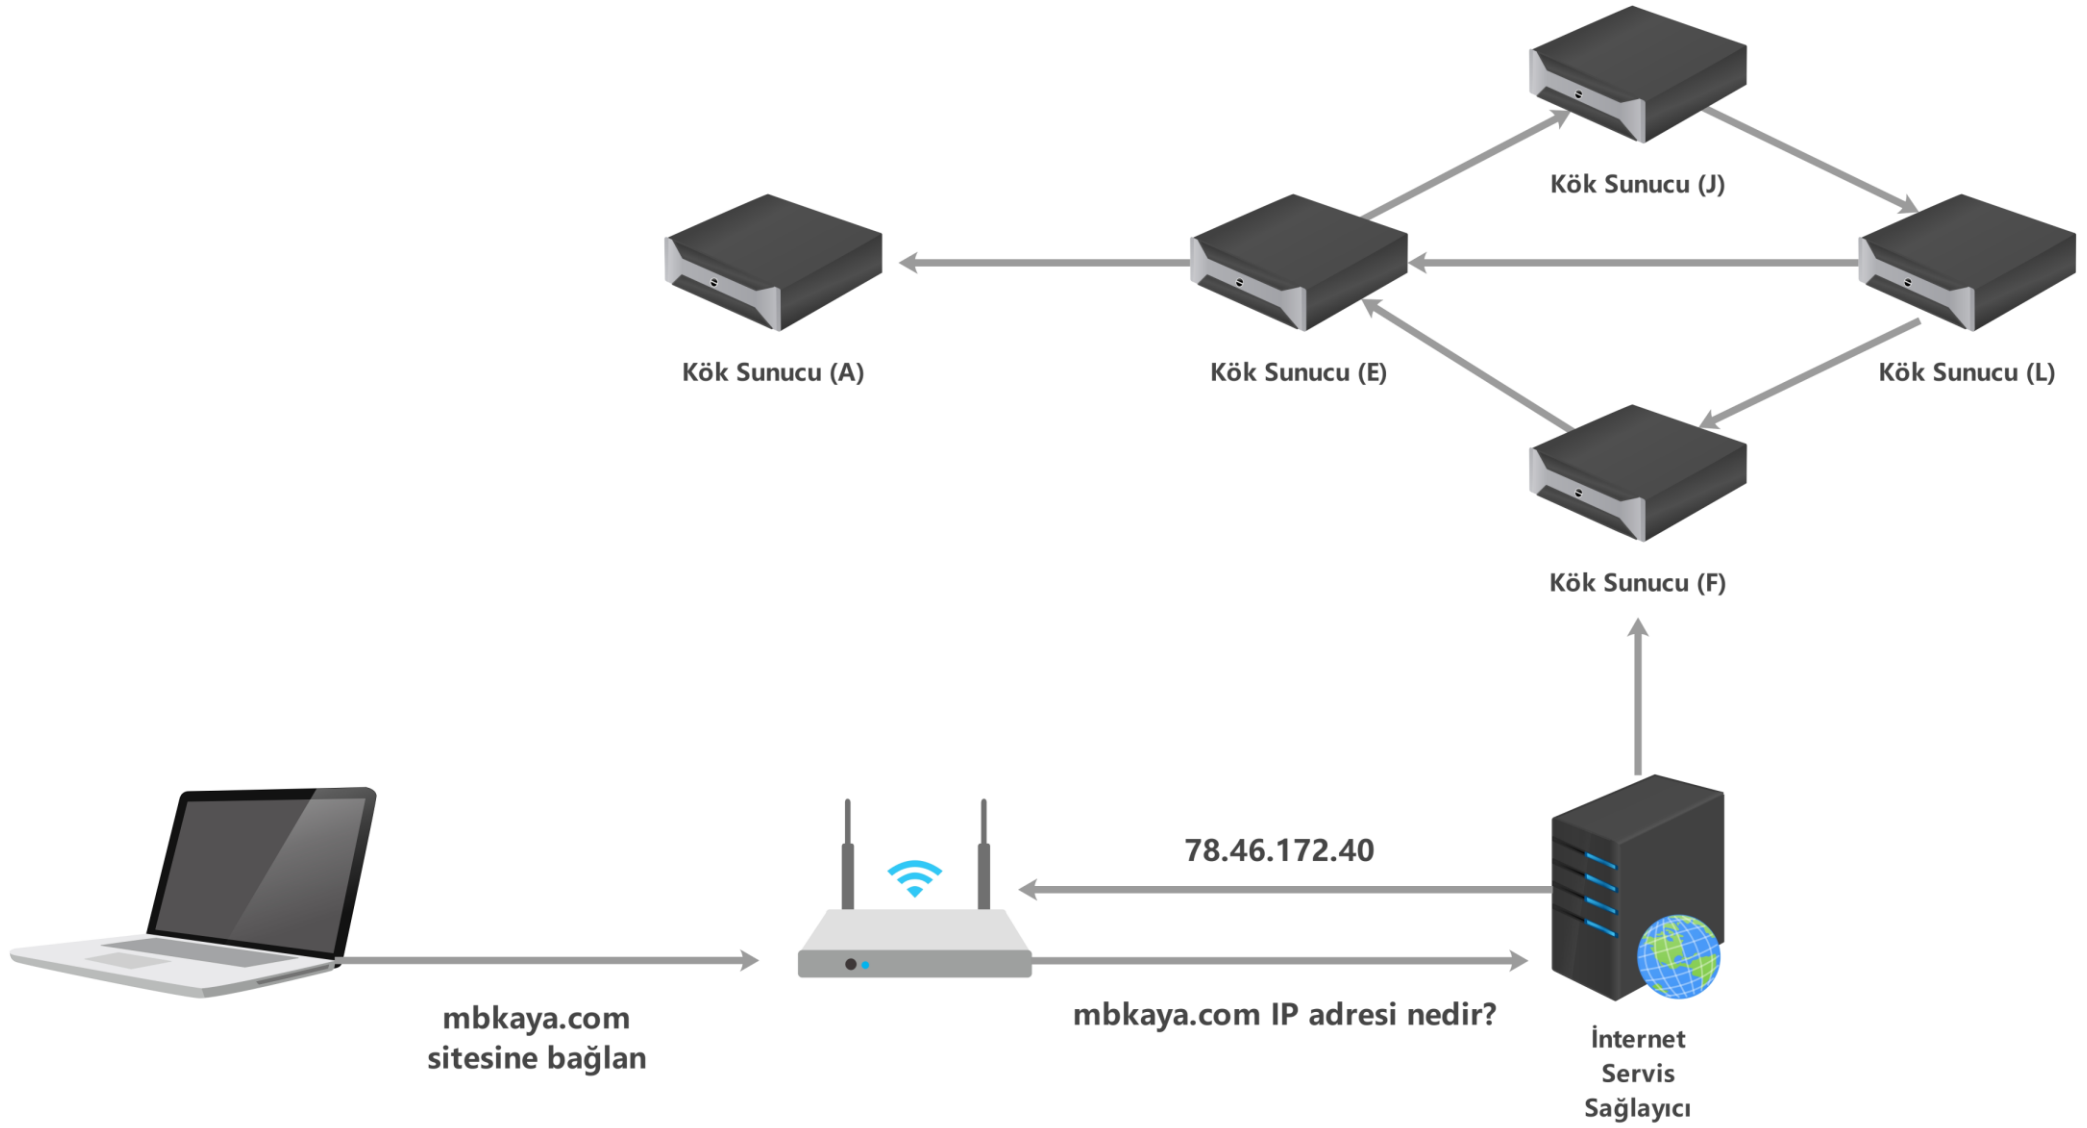 Kök Sunucu (J)
Kök Sunucu (A)
Kök Sunucu (E)
Kök Sunucu (L)
Kök Sunucu (F)
78.46.172.40
mbkaya.com
sitesine bağlan
mbkaya.com IP adresi nedir?
İnternet
Servis
Sağlayıcı